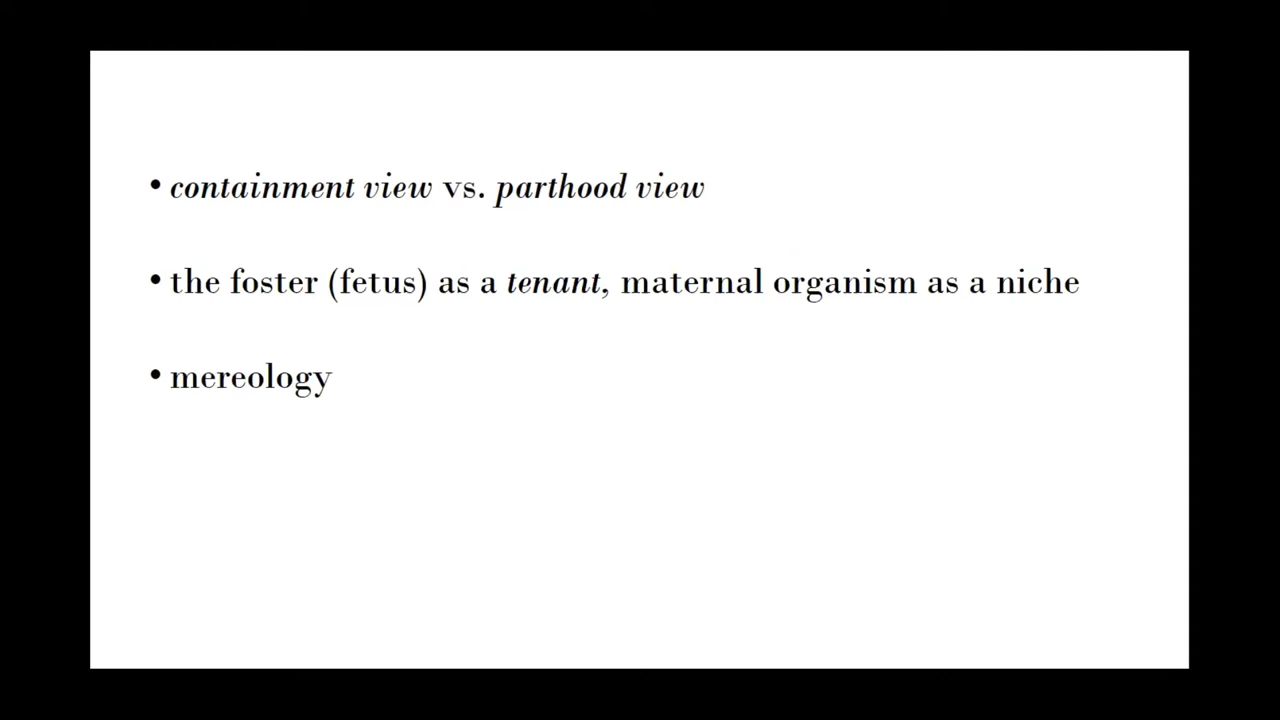 • containment view vs. parthood view
• the foster (fetus) as a tenant, maternal organism as a niche
• mereology